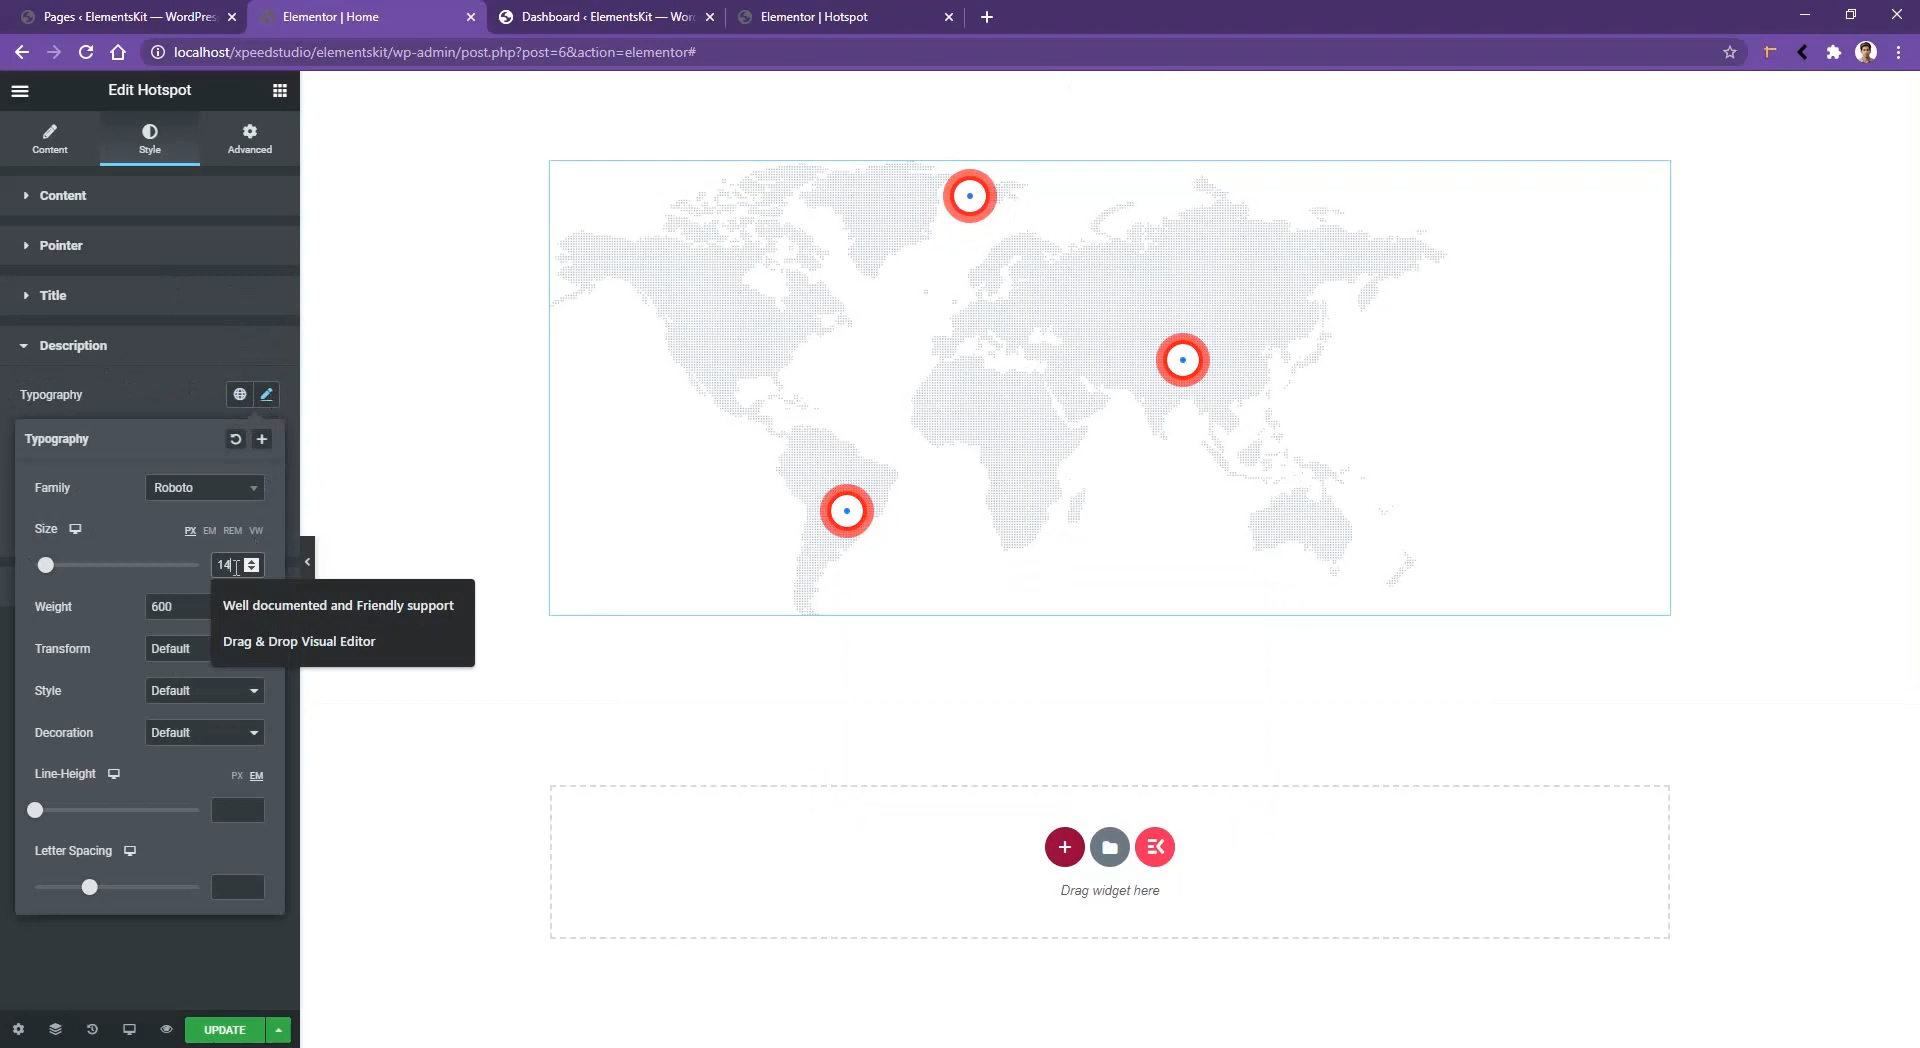 Pages ‹ ElementsKit — WordPres
Elementor | Home
Dashboard ‹ ElementsKit — Wor
Elementor | Hotspot
localhost/xpeedstudio/elementskit/wp-admin/post.php?post=6&action=elementor#
Edit Hotspot
Content
Style
Advanced
Content
Pointer
Title
Description
Typography
Typography
Family
Roboto
Size
PX EM REM VW
14
Weight
600
Well documented and Friendly support
Drag & Drop Visual Editor
Transform
Default
Style
Default
Decoration
Default
Line-Height
PX EM
Letter Spacing
Drag widget here
UPDATE